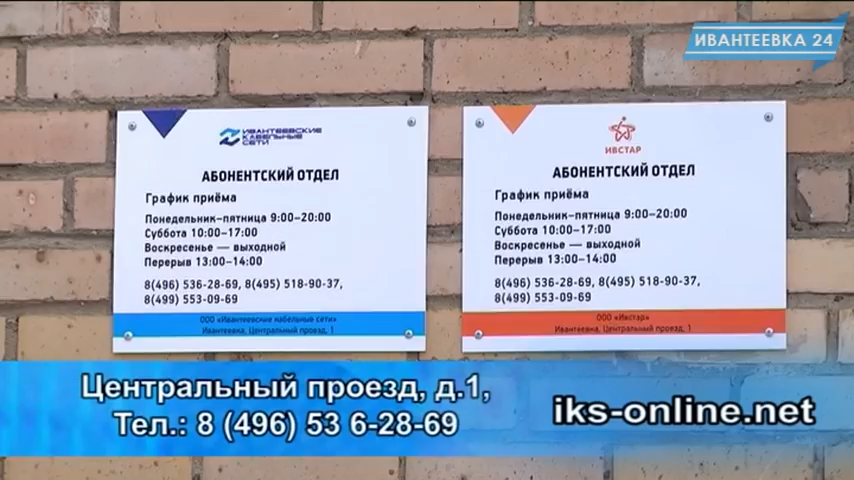 ИВАНТЕЕВКА 24
ИВАНТЕЕВСКИЕ
КАБЕЛЬНЫЕ
СЕТИ
АБОНЕНТСКИЙ ОТДЕЛ
График приёма
Понедельник–пятница 9:00–20:00
Суббота 10:00–17:00
Воскресенье — выходной
Перерыв 13:00–14:00
8(496) 536-28-69, 8(495) 518-90-37,
8(499) 553-09-69
ООО «Ивантеевские кабельные сети»
Ивантеевка, Центральный проезд, 1
ИВСТАР
АБОНЕНТСКИЙ ОТДЕЛ
График приёма
Понедельник–пятница 9:00–20:00
Суббота 10:00–17:00
Воскресенье — выходной
Перерыв 13:00–14:00
8(496) 536-28-69, 8(495) 518-90-37,
8(499) 553-09-69
ООО «Ивстар»
Ивантеевка, Центральный проезд, 1
Центральный проезд, д.1,
Тел.: 8 (496) 53 6-28-69
iks-online.net